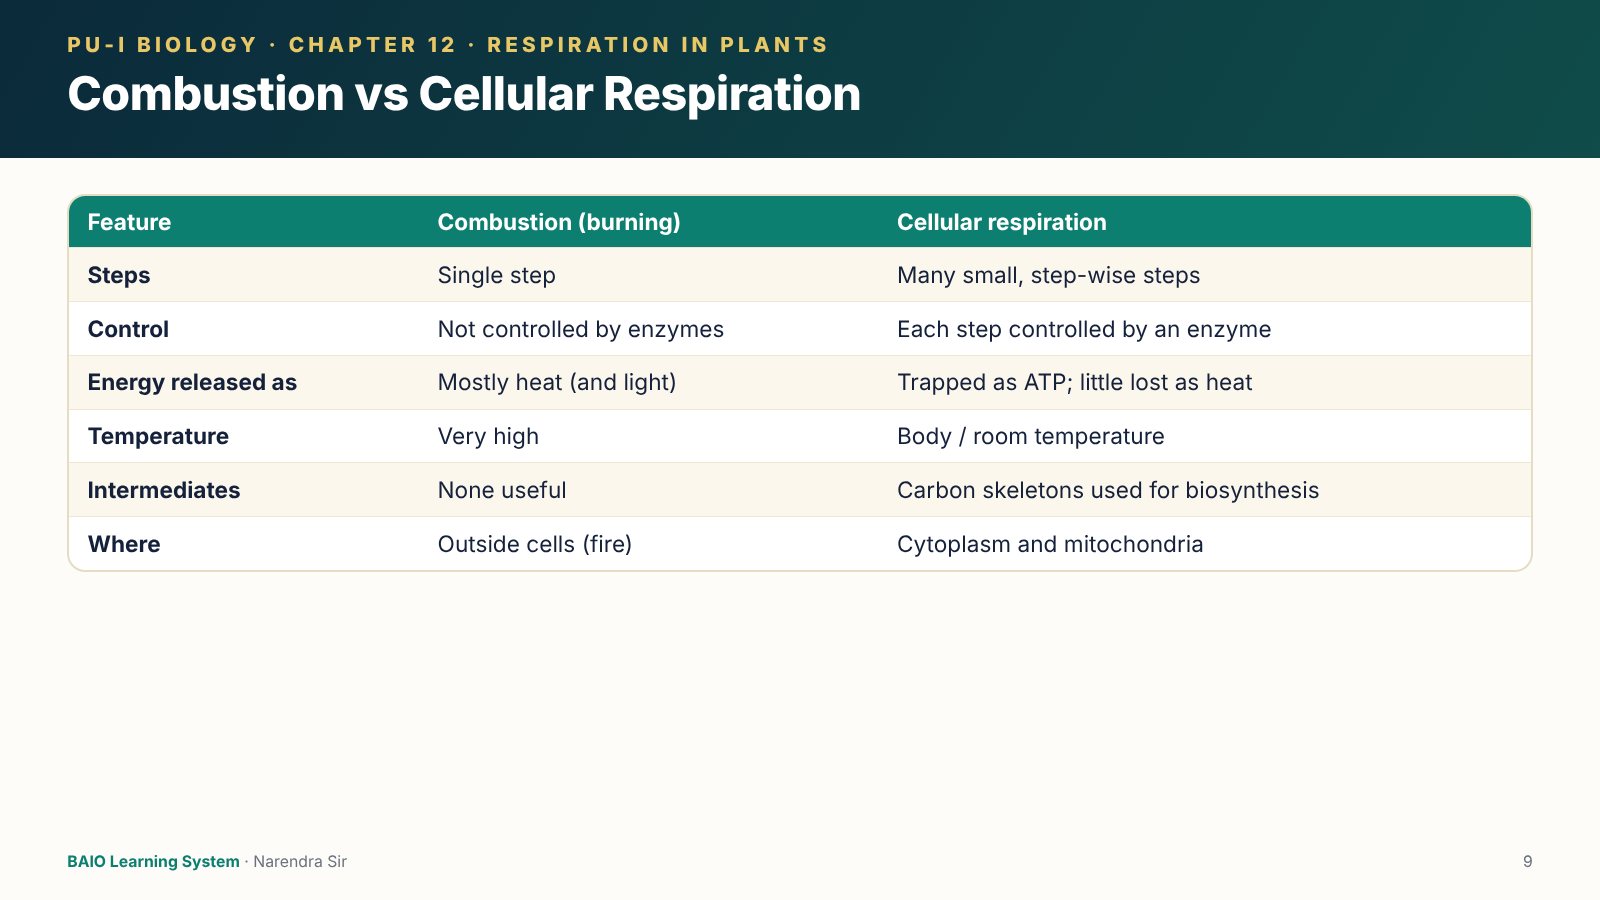 PU-I BIOLOGY · CHAPTER 12 · RESPIRATION IN PLANTS
Combustion vs Cellular Respiration
Feature Combustion (burning) Cellular respiration
Steps Single step Many small, step-wise steps
Control Not controlled by enzymes Each step controlled by an enzyme
Energy released as Mostly heat (and light) Trapped as ATP; little lost as heat
Temperature Very high Body / room temperature
Intermediates None useful Carbon skeletons used for biosynthesis
Where Outside cells (fire) Cytoplasm and mitochondria
BAIO Learning System · Narendra Sir 9